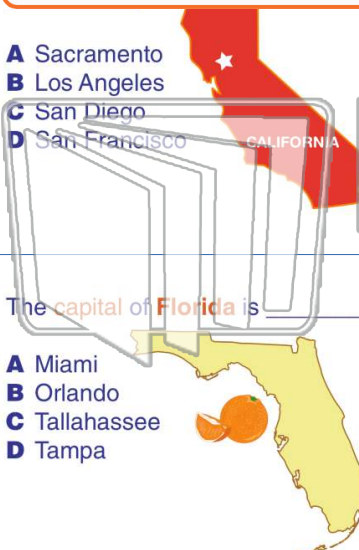 A Sacramento
B Los Angeles
C San Diego
D San Francisco
CALIFORNIA
The capital of Florida is
A Miami
B Orlando
C Tallahassee
D Tampa